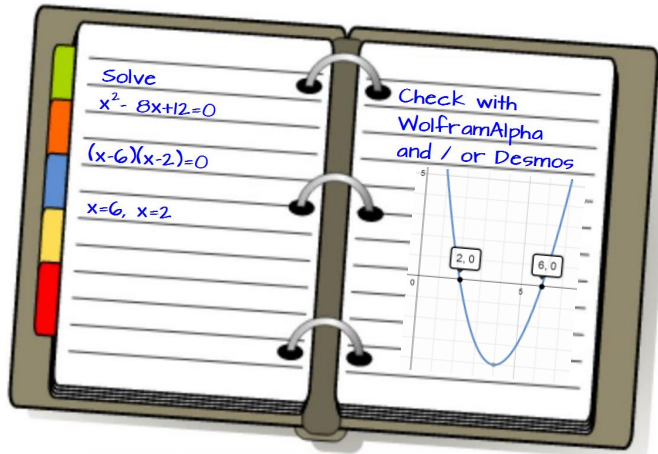 Solve
x² - 8x+12=0
(x-6)(x-2)=0
x=6, x=2
Check with
WolframAlpha
and / or Desmos
5
2, 0
6, 0
0
5